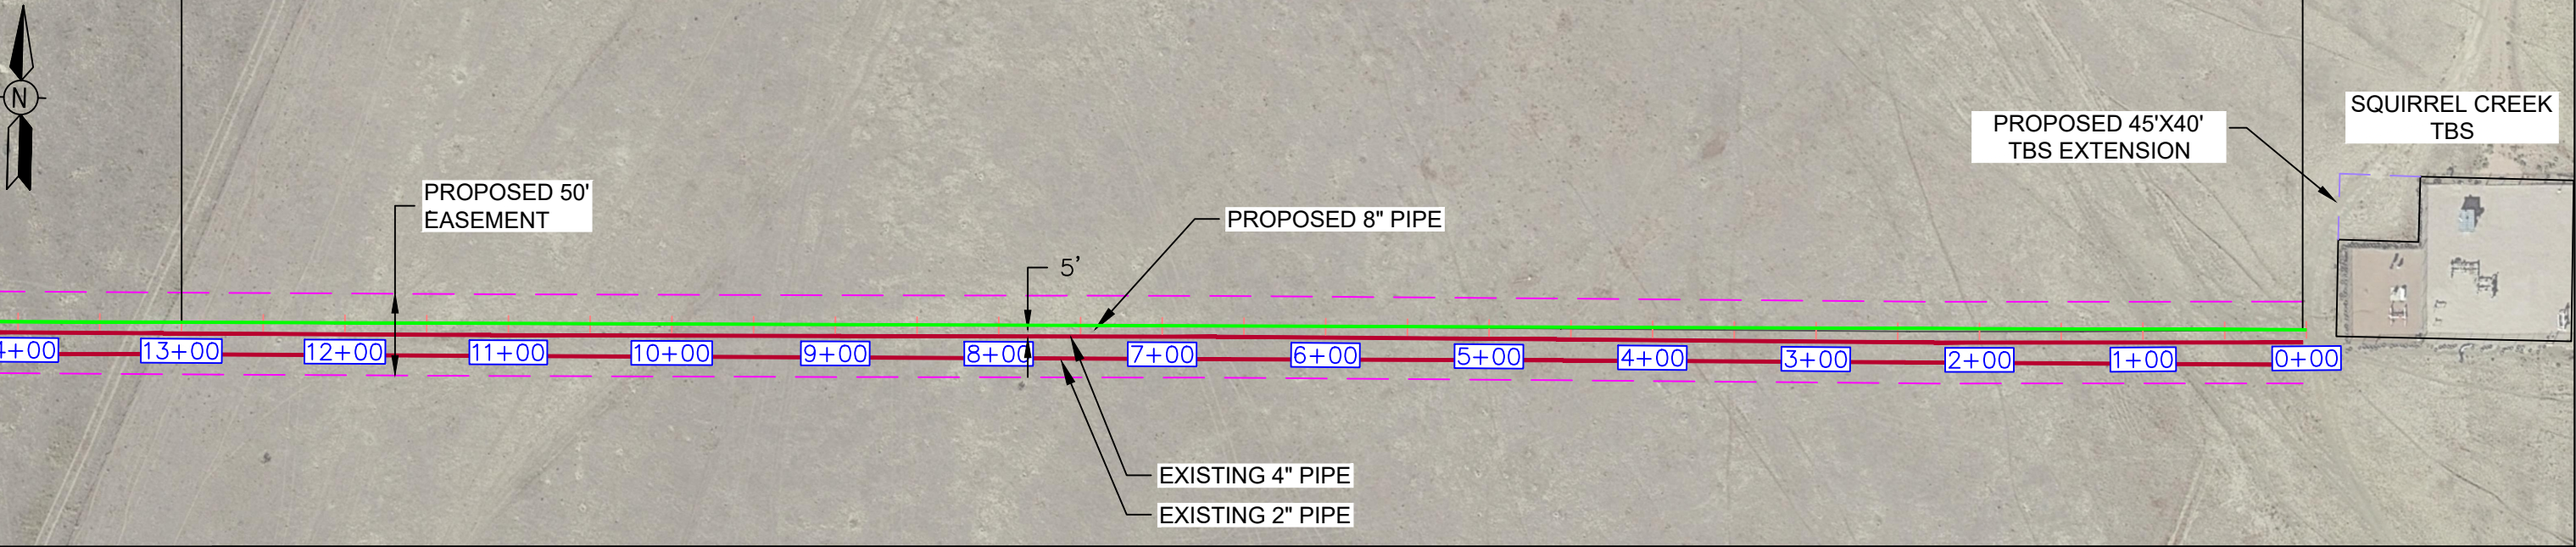 N
SQUIRREL CREEK
TBS
PROPOSED 45'X40'
TBS EXTENSION
PROPOSED 50'
EASEMENT
PROPOSED 8" PIPE
5'
4+00
13+00
12+00
11+00
10+00
9+00
8+00
7+00
6+00
5+00
4+00
3+00
2+00
1+00
0+00
EXISTING 4" PIPE
EXISTING 2" PIPE